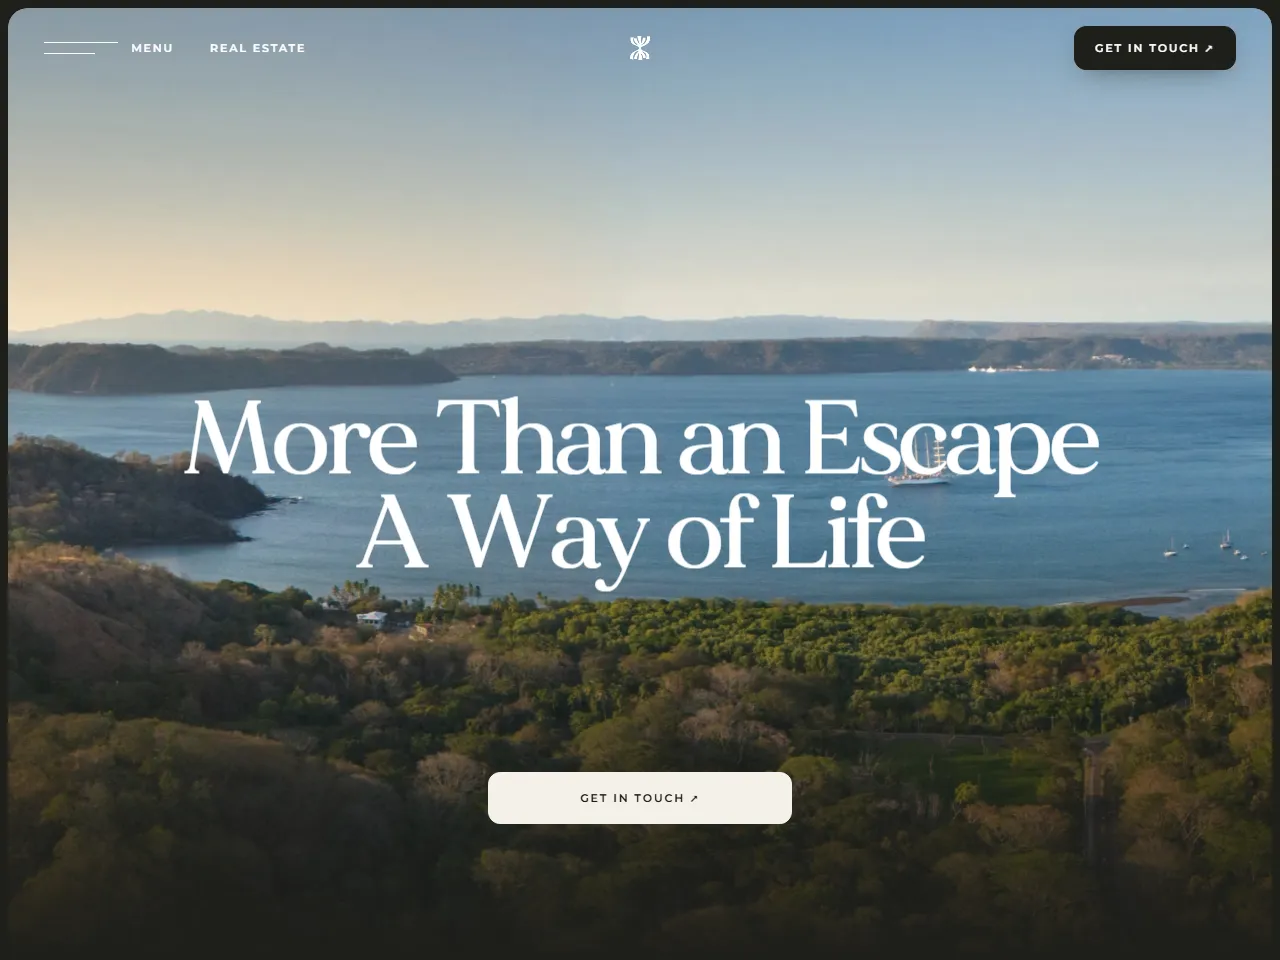 MENU
REAL ESTATE
GET IN TOUCH ↗
More Than an Escape
A Way of Life
GET IN TOUCH ↗